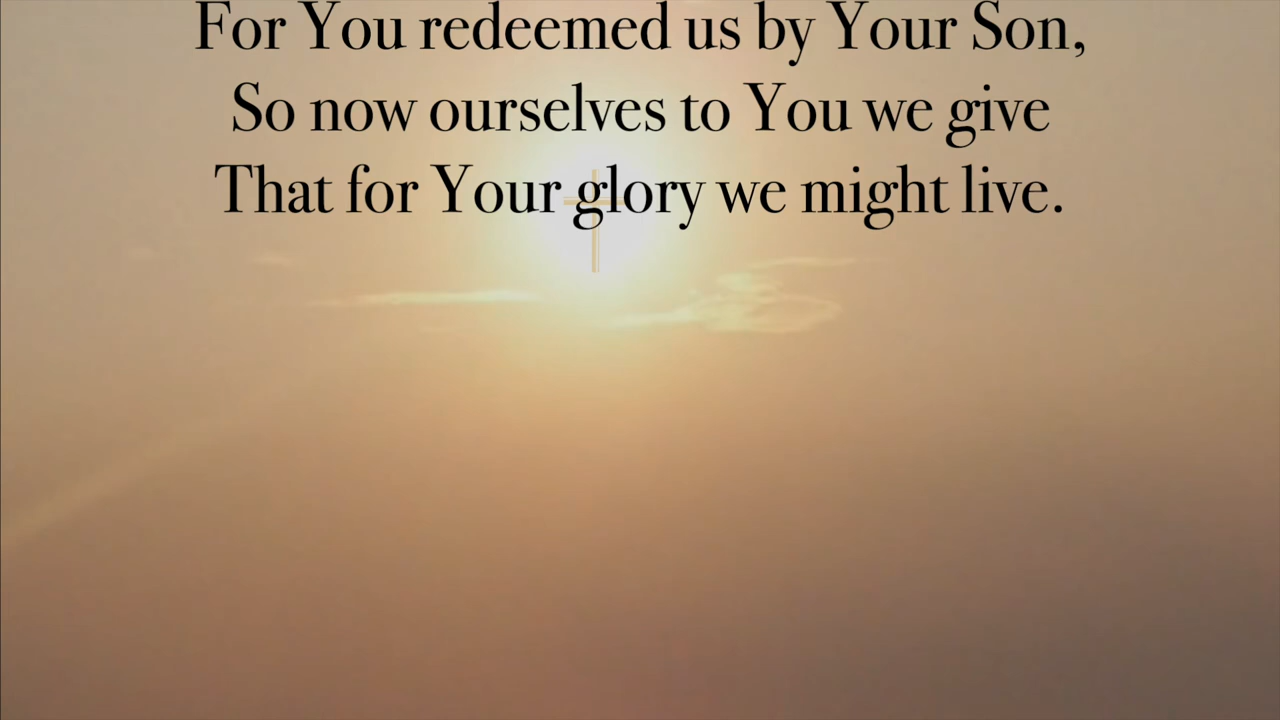 For You redeemed us by Your Son,
So now ourselves to You we give
That for Your glory we might live.